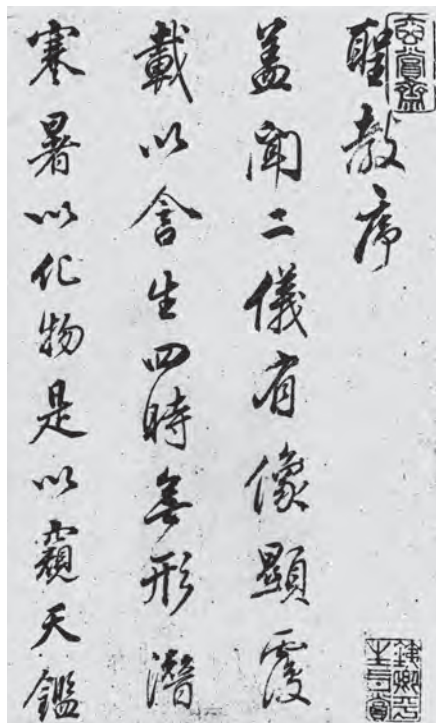 聖教序
蓋聞二儀有像顯覆
載以含生四時無形潛
寒暑以化物是以窺天鑑